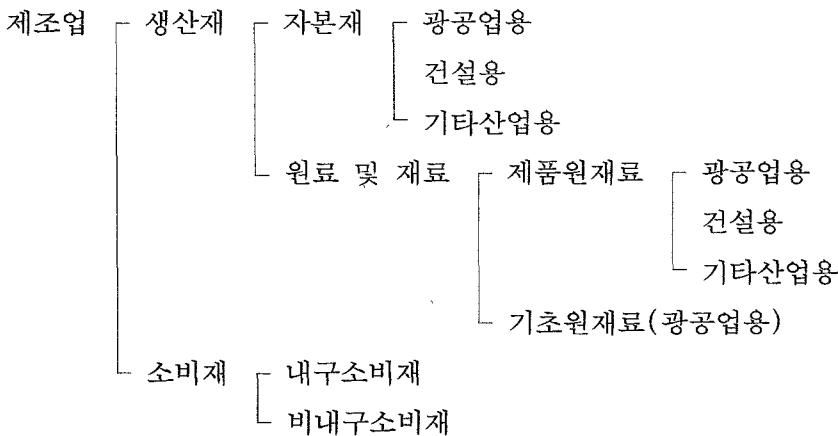 제조업 생산재 자본재 광공업용
건설용
기타산업용
원료 및 재료 제품원재료 광공업용
건설용
기타산업용
기초원재료(광공업용)
소비재 내구소비재
비내구소비재